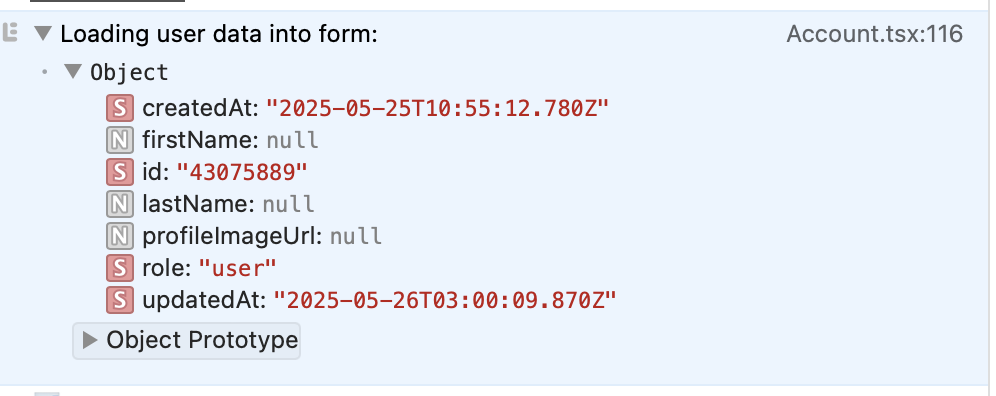 Loading user data into form: Account.tsx:116
Object
S createdAt: "2025-05-25T10:55:12.780Z"
N firstName: null
S id: "43075889"
N lastName: null
N profileImageUrl: null
S role: "user"
S updatedAt: "2025-05-26T03:00:09.870Z"
Object Prototype